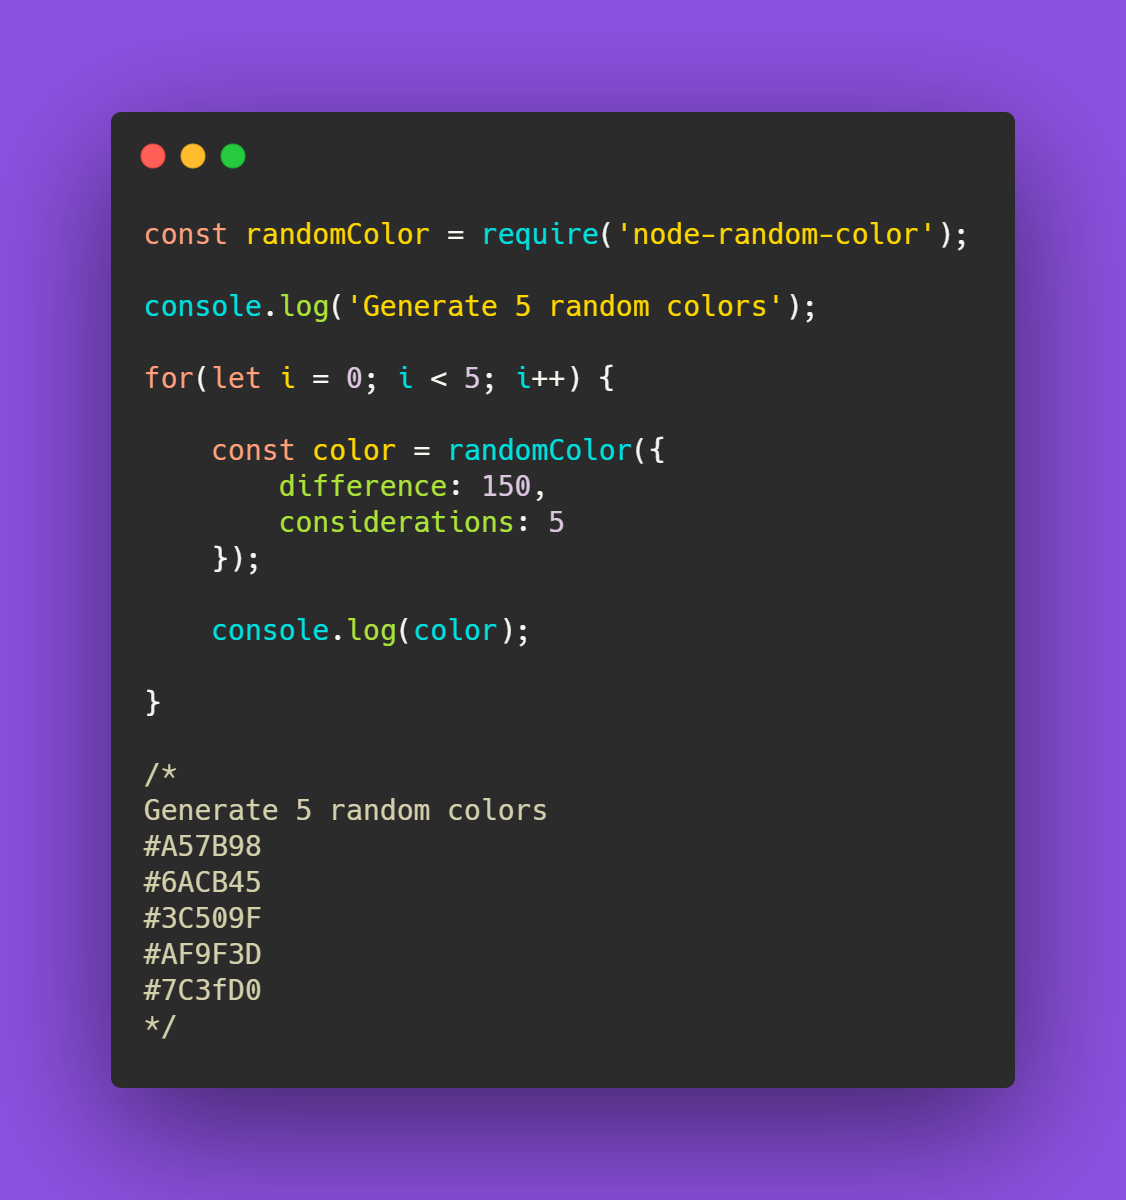 const randomColor = require('node-random-color');
console.log('Generate 5 random colors');
for(let i = 0; i < 5; i++) {
    const color = randomColor({
        difference: 150,
        considerations: 5
    });
    console.log(color);
}
/*
Generate 5 random colors
#A57B98
#6ACB45
#3C509F
#AF9F3D
#7C3fD0
*/